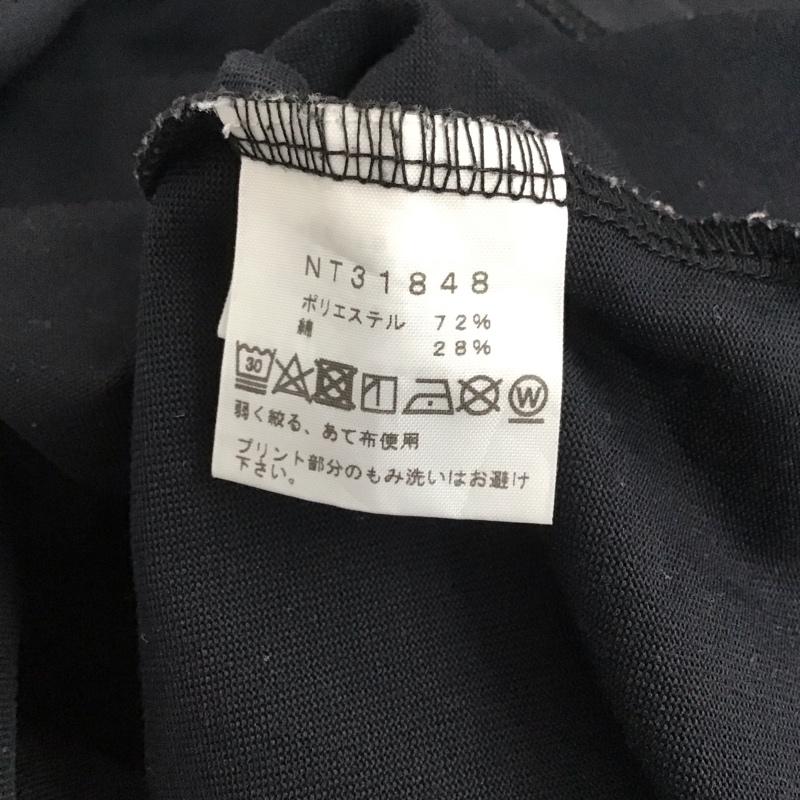 NT31848
ポリエステル 72%
綿 28%
30 W
弱く絞る、あて布使用
プリント部分のもみ洗いはお避け
下さい。